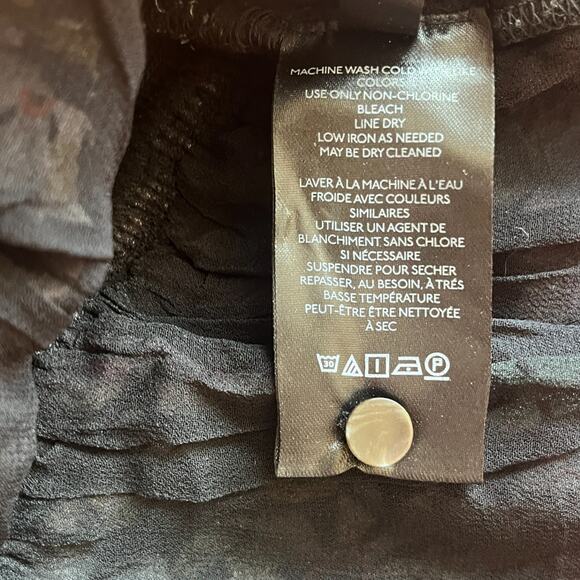 MACHINE WASH COLD WITH LIKE
COLORS
USE ONLY NON-CHLORINE
BLEACH
LINE DRY
LOW IRON AS NEEDED
MAY BE DRY CLEANED
LAVER À LA MACHINE À L'EAU
FROIDE AVEC COULEURS
SIMILAIRES
UTILISER UN AGENT DE
BLANCHIMENT SANS CHLORE
SI NÉCESSAIRE
SUSPENDRE POUR SECHER
REPASSER, AU BESOIN, À TRÉS
BASSE TEMPÉRATURE
PEUT-ÊTRE ÊTRE NETTOYÉE
À SEC
30 P